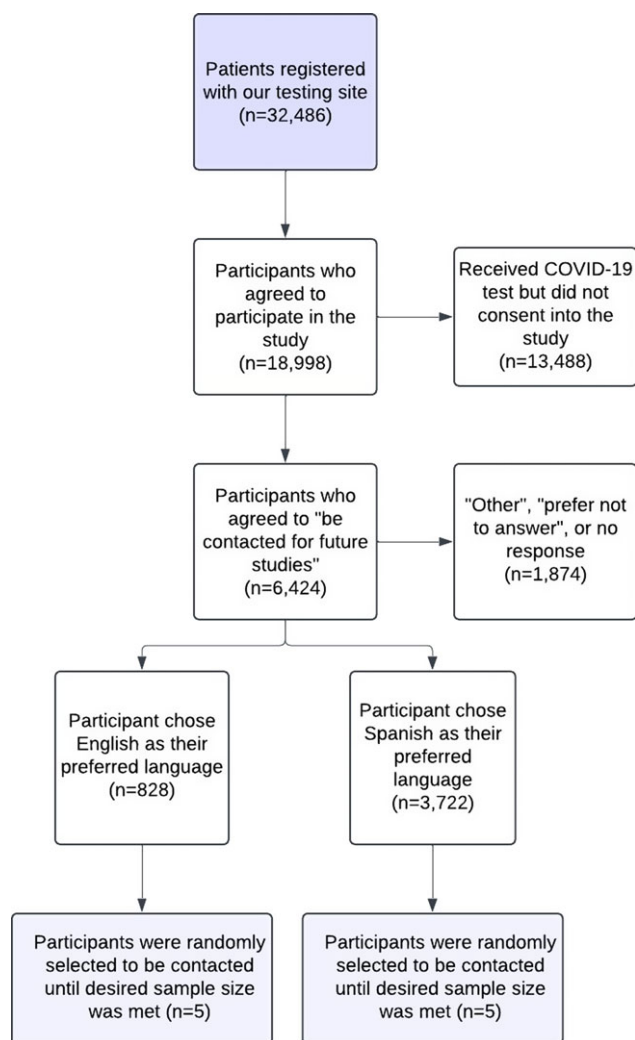 Patients registered
with our testing site
(n=32,486)
Participants who
agreed to
participate in the
study
(n=18,998)
Received COVID-19
test but did not
consent into the
study
(n=13,488)
Participants who
agreed to "be
contacted for future
studies"
(n=6,424)
"Other", "prefer not
to answer", or no
response
(n=1,874)
Participant chose
English as their
preferred language
(n=828)
Participant chose
Spanish as their
preferred
language
(n=3,722)
Participants were randomly
selected to be contacted
until desired sample size
was met (n=5)
Participants were randomly
selected to be contacted
until desired sample size
was met (n=5)